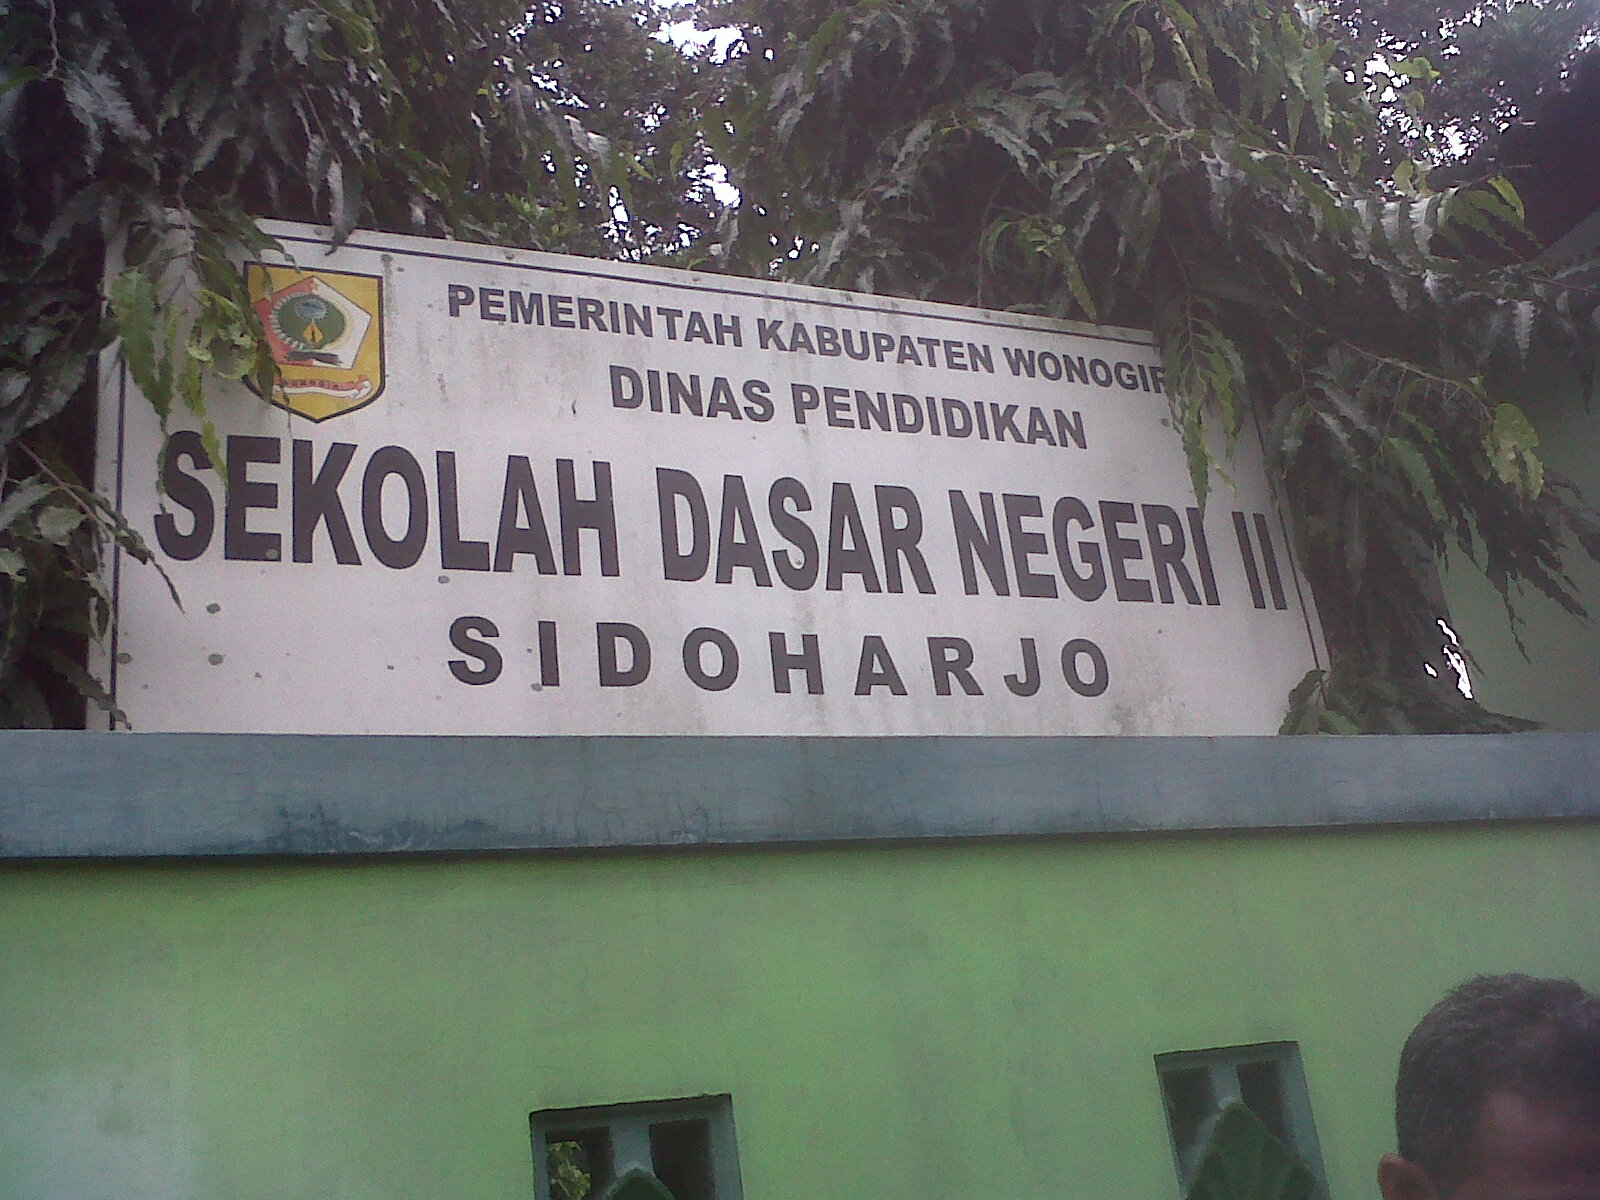 PEMERINTAH KABUPATEN WONOGIR
DINAS PENDIDIKAN
SEKOLAH DASAR NEGERI II
SIDOHARJO